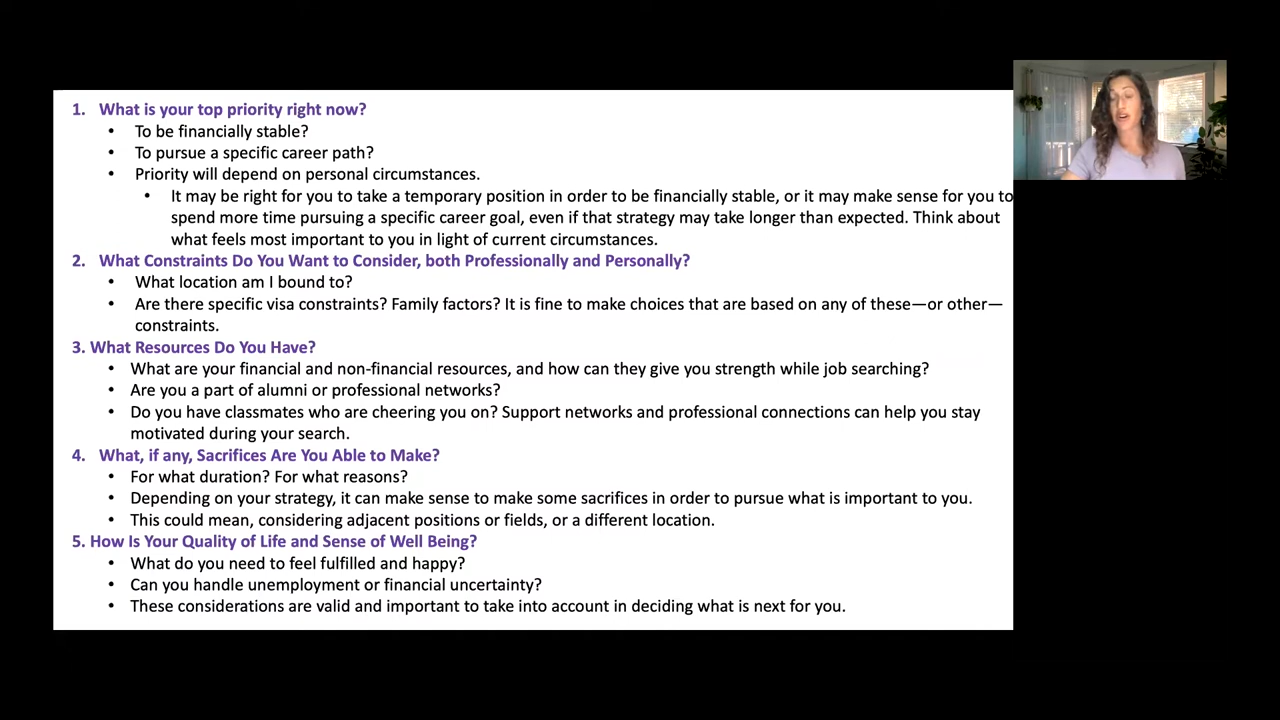 1. What is your top priority right now?
• To be financially stable?
• To pursue a specific career path?
• Priority will depend on personal circumstances.
• It may be right for you to take a temporary position in order to be financially stable, or it may make sense for you to
spend more time pursuing a specific career goal, even if that strategy may take longer than expected. Think about
what feels most important to you in light of current circumstances.
2. What Constraints Do You Want to Consider, both Professionally and Personally?
• What location am I bound to?
• Are there specific visa constraints? Family factors? It is fine to make choices that are based on any of these—or other—
constraints.
3. What Resources Do You Have?
• What are your financial and non-financial resources, and how can they give you strength while job searching?
• Are you a part of alumni or professional networks?
• Do you have classmates who are cheering you on? Support networks and professional connections can help you stay
motivated during your search.
4. What, if any, Sacrifices Are You Able to Make?
• For what duration? For what reasons?
• Depending on your strategy, it can make sense to make some sacrifices in order to pursue what is important to you.
• This could mean, considering adjacent positions or fields, or a different location.
5. How Is Your Quality of Life and Sense of Well Being?
• What do you need to feel fulfilled and happy?
• Can you handle unemployment or financial uncertainty?
• These considerations are valid and important to take into account in deciding what is next for you.